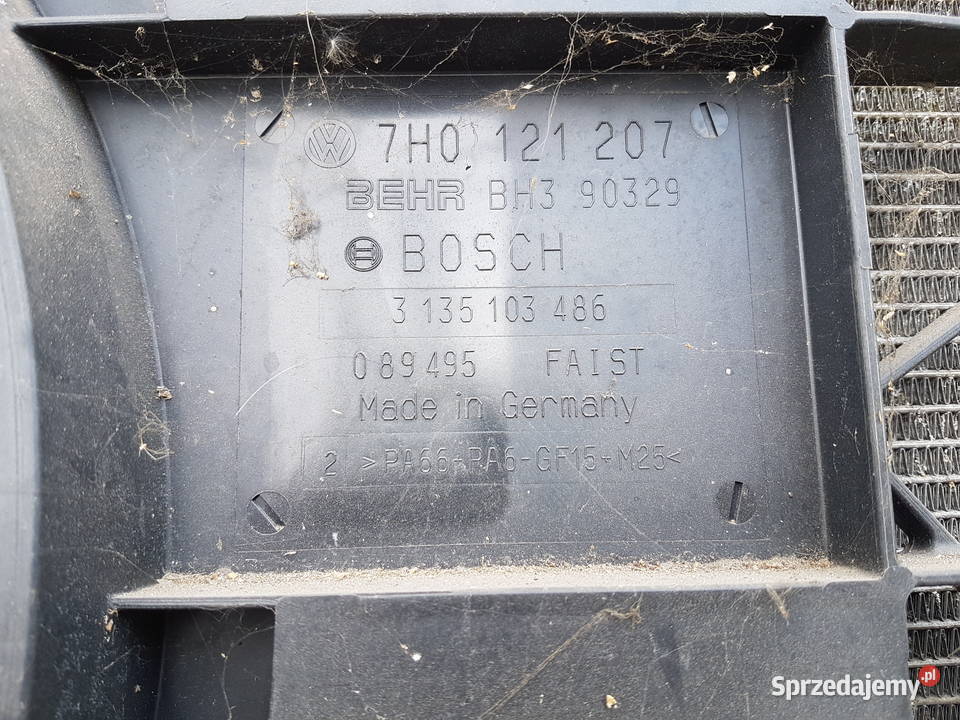 VW 7H0 121 207
BEHR BH3 90329
BOSCH
3 135 103 486
0 89 495 FAIST
Made in Germany
2 >PA66+PA6-GF15+M25<
Sprzedajemy.pl